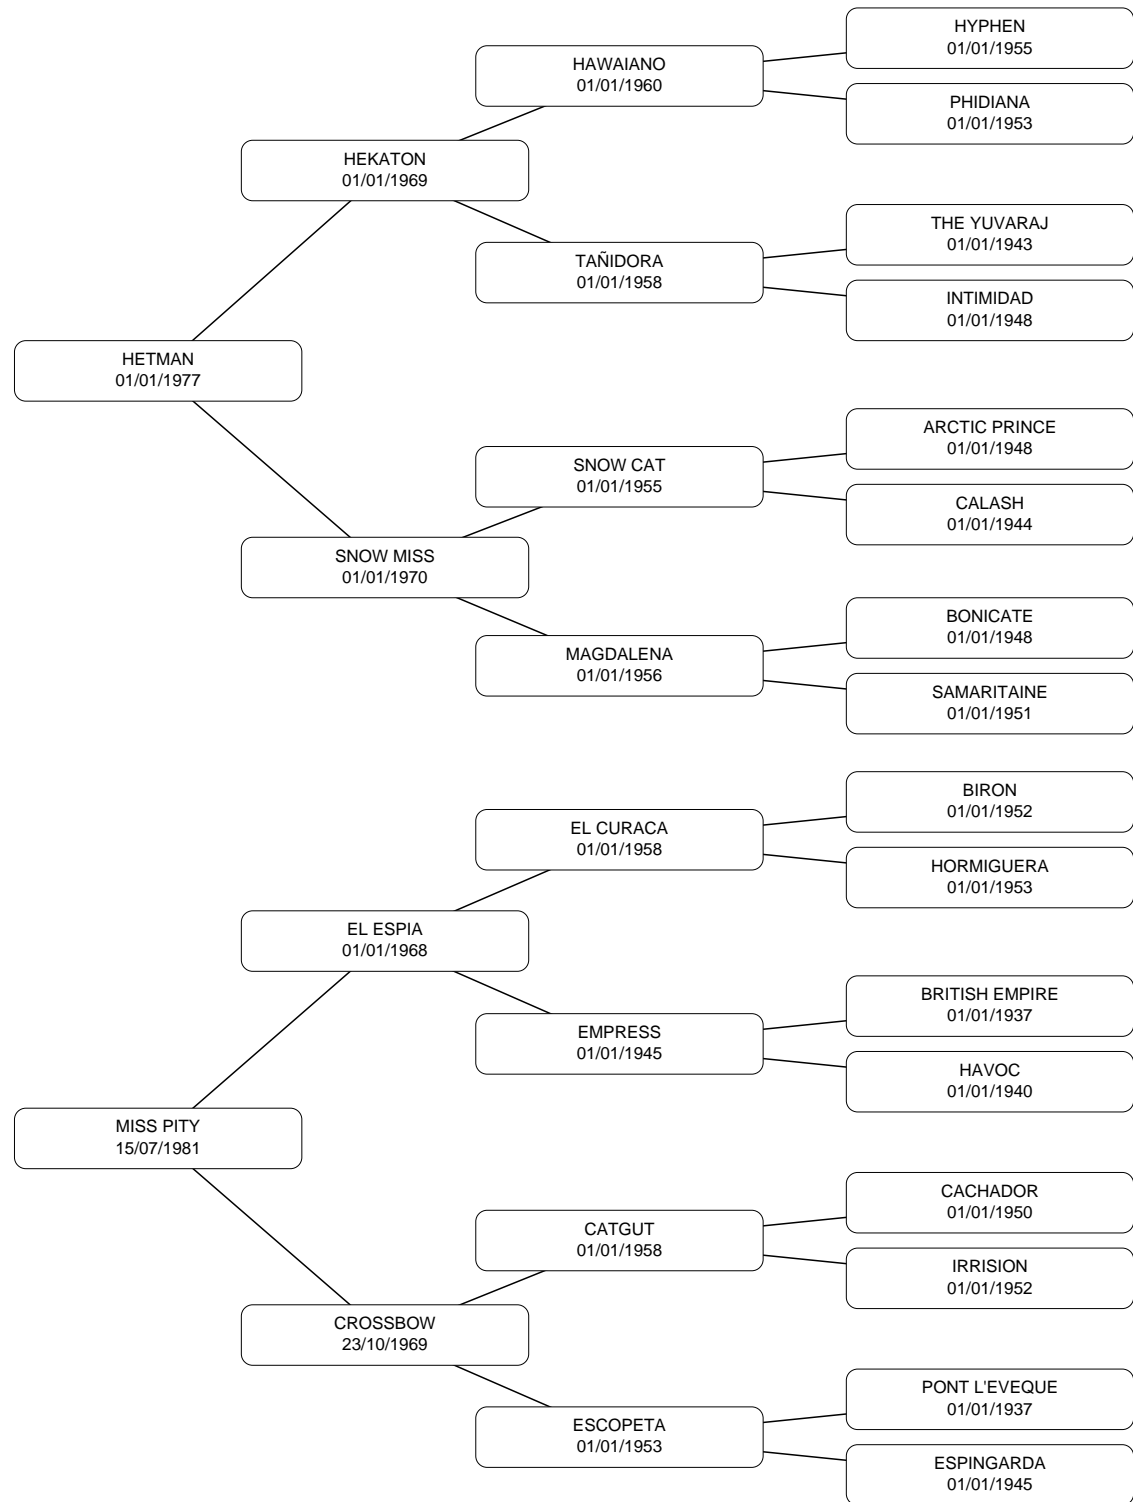 HYPHEN
01/01/1955
HAWAIANO
01/01/1960
PHIDIANA
01/01/1953
HEKATON
01/01/1969
THE YUVARAJ
01/01/1943
TAÑIDORA
01/01/1958
INTIMIDAD
01/01/1948
HETMAN
01/01/1977
ARCTIC PRINCE
01/01/1948
SNOW CAT
01/01/1955
CALASH
01/01/1944
SNOW MISS
01/01/1970
BONICATE
01/01/1948
MAGDALENA
01/01/1956
SAMARITAINE
01/01/1951
BIRON
01/01/1952
EL CURACA
01/01/1958
HORMIGUERA
01/01/1953
EL ESPIA
01/01/1968
BRITISH EMPIRE
01/01/1937
EMPRESS
01/01/1945
HAVOC
01/01/1940
MISS PITY
15/07/1981
CACHADOR
01/01/1950
CATGUT
01/01/1958
IRRISION
01/01/1952
CROSSBOW
23/10/1969
PONT L'EVEQUE
01/01/1937
ESCOPETA
01/01/1953
ESPINGARDA
01/01/1945